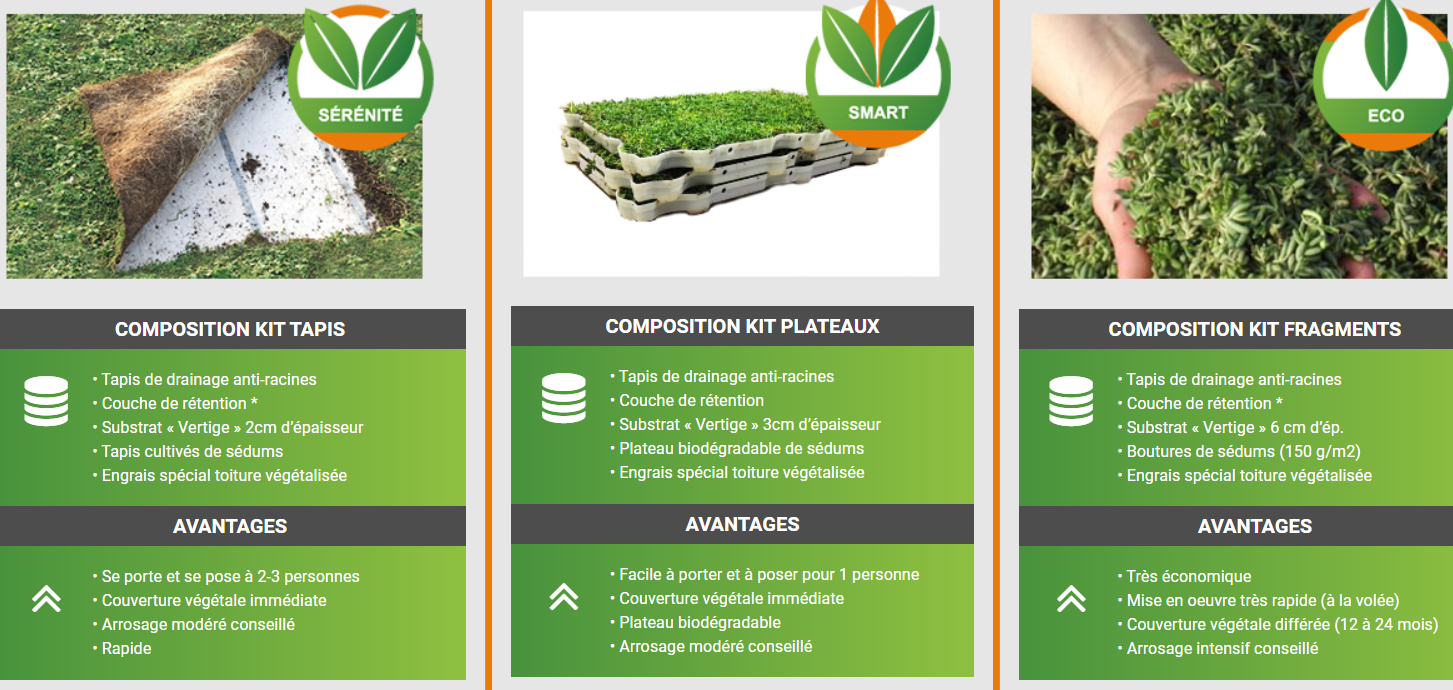 SÉRÉNITÉ
COMPOSITION KIT TAPIS
• Tapis de drainage anti-racines
• Couche de rétention *
• Substrat « Vertige » 2cm d'épaisseur
• Tapis cultivés de sédums
• Engrais spécial toiture végétalisée
AVANTAGES
• Se porte et se pose à 2-3 personnes
• Couverture végétale immédiate
• Arrosage modéré conseillé
• Rapide
SMART
COMPOSITION KIT PLATEAUX
• Tapis de drainage anti-racines
• Couche de rétention
• Substrat « Vertige » 3cm d'épaisseur
• Plateau biodégradable de sédums
• Engrais spécial toiture végétalisée
AVANTAGES
• Facile à porter et à poser pour 1 personne
• Couverture végétale immédiate
• Plateau biodégradable
• Arrosage modéré conseillé
ECO
COMPOSITION KIT FRAGMENTS
• Tapis de drainage anti-racines
• Couche de rétention *
• Substrat « Vertige » 6 cm d'ép.
• Boutures de sédums (150 g/m2)
• Engrais spécial toiture végétalisée
AVANTAGES
• Très économique
• Mise en oeuvre très rapide (à la volée)
• Couverture végétale différée (12 à 24 mois)
• Arrosage intensif conseillé